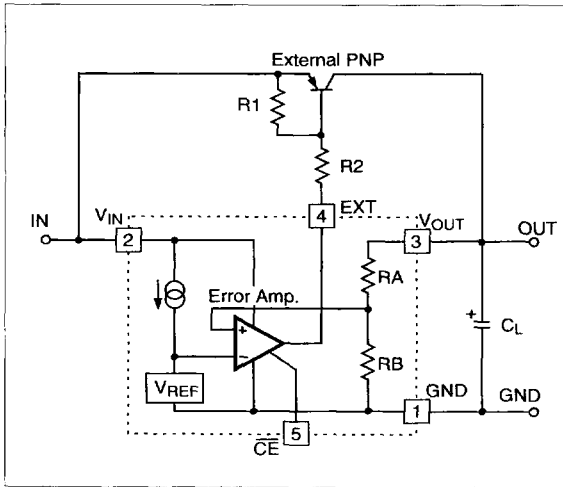 External PNP
R1
R2
4 EXT
IN
VIN
2
VOUT
3
OUT
RA
Error Amp.
+
−
+
CL
RB
VREF
GND
1
GND
5
CE